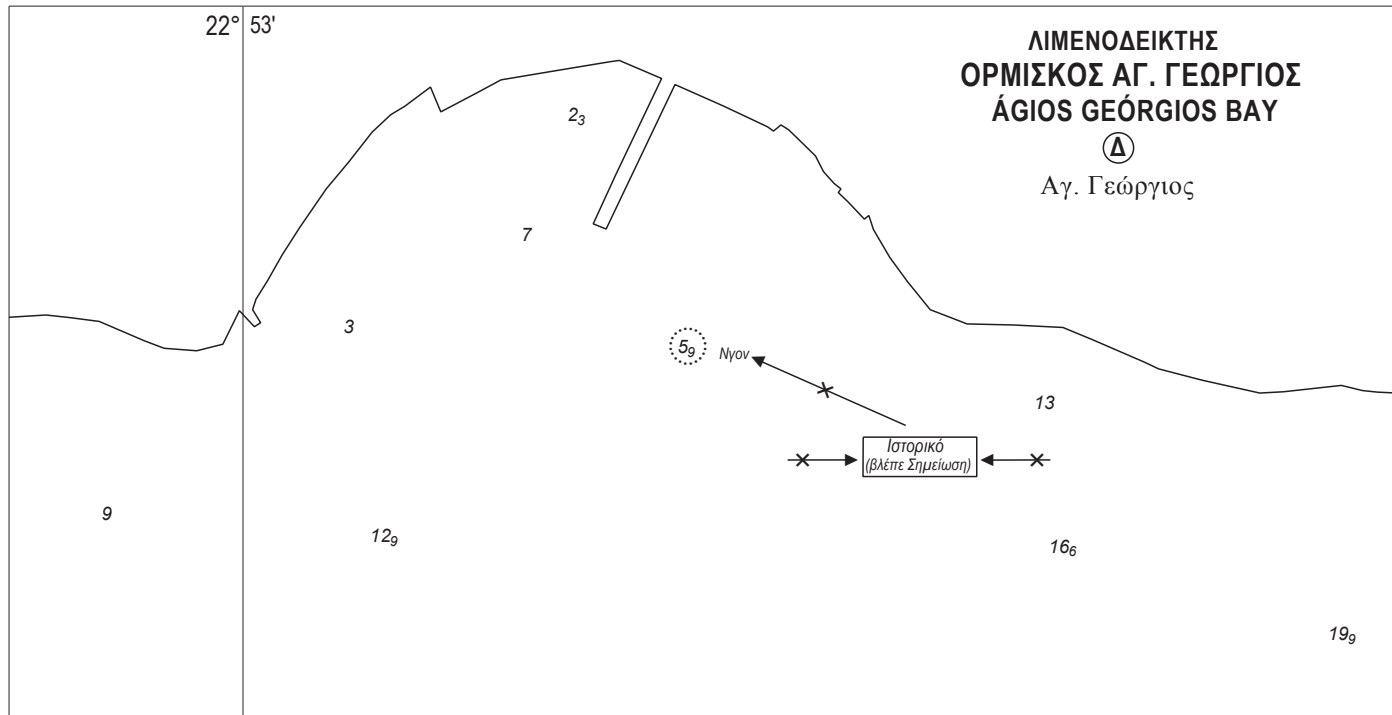 22° 53'
ΛΙΜΕΝΟΔΕΙΚΤΗΣ
ΟΡΜΙΣΚΟΣ ΑΓ. ΓΕΩΡΓΙΟΣ
ÁGIOS GEÓRGIOS BAY
Δ
Αγ. Γεώργιος
2₃
7
3
5₉ Νγον
13
Ιστορικό
(βλέπε Σημείωση)
9
12₉
16₆
19₉